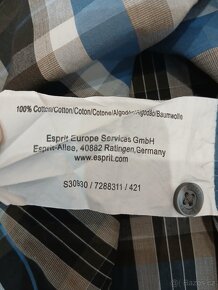 100% Cotton/Cotton/Coton/Cotone/Algodón/Algodão/Baumwolle
Esprit Europe Services GmbH
Esprit-Allee, 40882 Ratingen, Germany
www.esprit.com
S30930 / 7288311 / 421